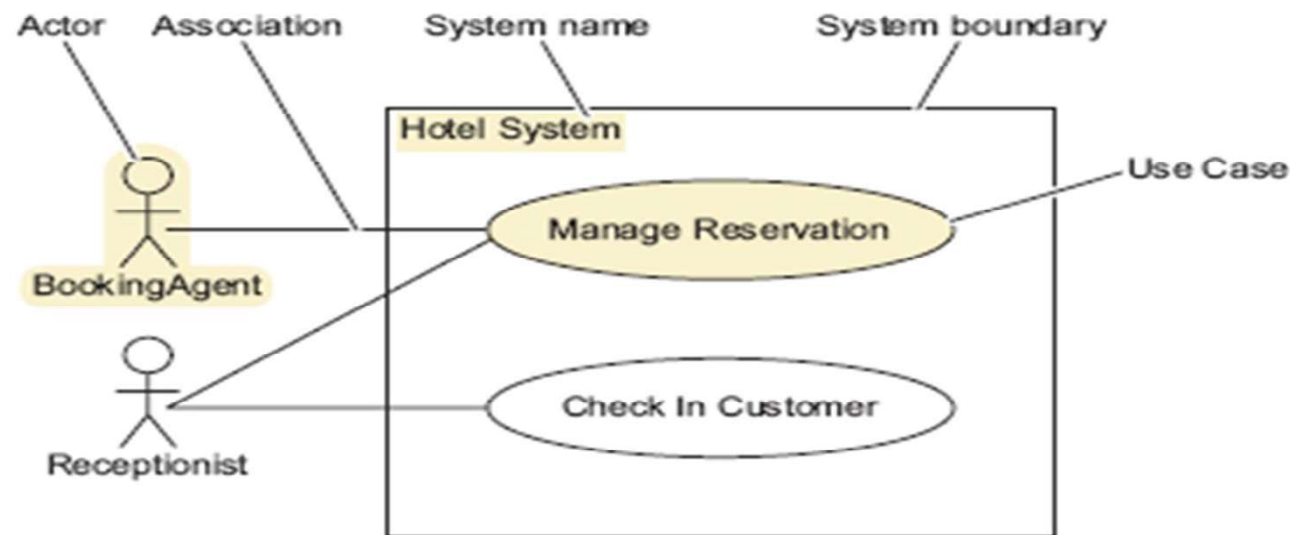 Actor
Association
System name
System boundary
Hotel System
Use Case
Manage Reservation
BookingAgent
Check In Customer
Receptionist